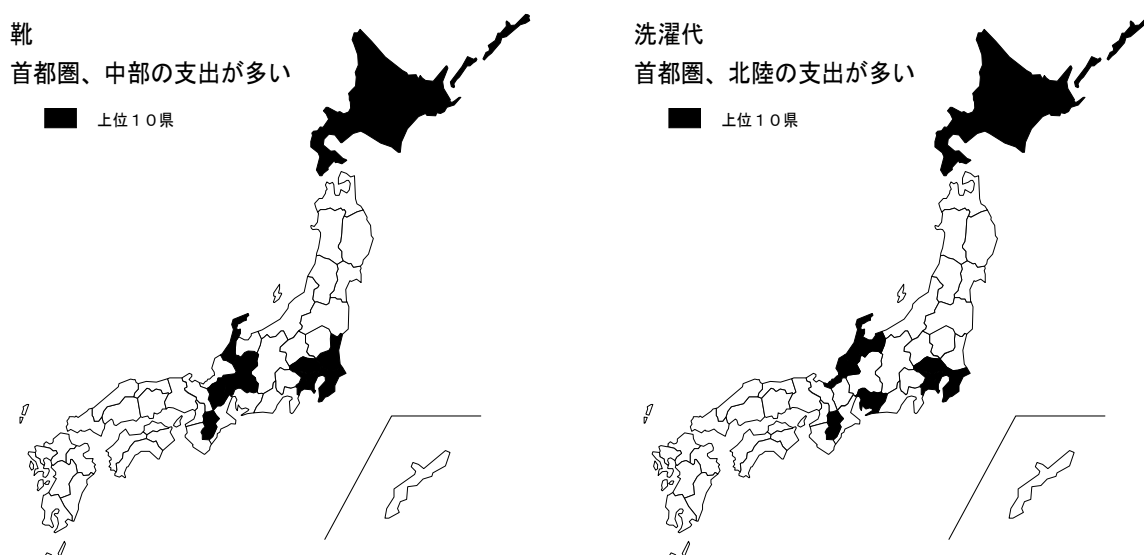 靴
首都圏、中部の支出が多い
上位１０県
洗濯代
首都圏、北陸の支出が多い
上位１０県